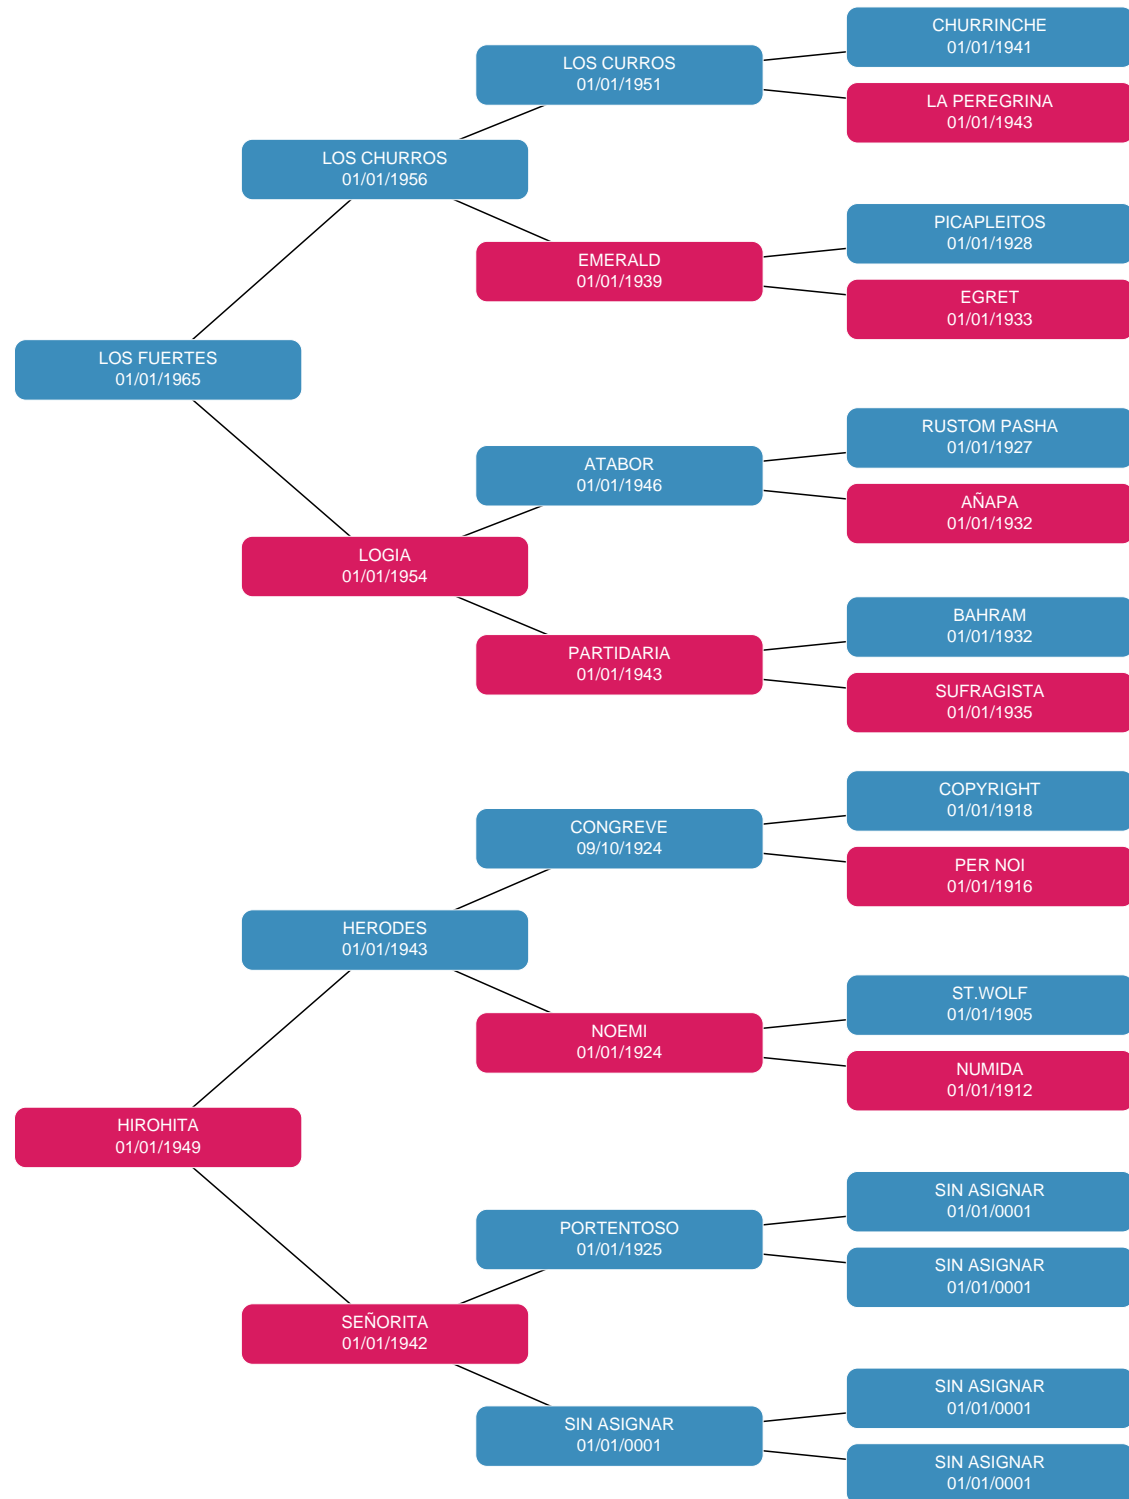 CHURRINCHE
01/01/1941
LOS CURROS
01/01/1951
LA PEREGRINA
01/01/1943
LOS CHURROS
01/01/1956
PICAPLEITOS
01/01/1928
EMERALD
01/01/1939
EGRET
01/01/1933
LOS FUERTES
01/01/1965
RUSTOM PASHA
01/01/1927
ATABOR
01/01/1946
AÑAPA
01/01/1932
LOGIA
01/01/1954
BAHRAM
01/01/1932
PARTIDARIA
01/01/1943
SUFRAGISTA
01/01/1935
COPYRIGHT
01/01/1918
CONGREVE
09/10/1924
PER NOI
01/01/1916
HERODES
01/01/1943
ST.WOLF
01/01/1905
NOEMI
01/01/1924
NUMIDA
01/01/1912
HIROHITA
01/01/1949
SIN ASIGNAR
01/01/0001
PORTENTOSO
01/01/1925
SIN ASIGNAR
01/01/0001
SEÑORITA
01/01/1942
SIN ASIGNAR
01/01/0001
SIN ASIGNAR
01/01/0001
SIN ASIGNAR
01/01/0001